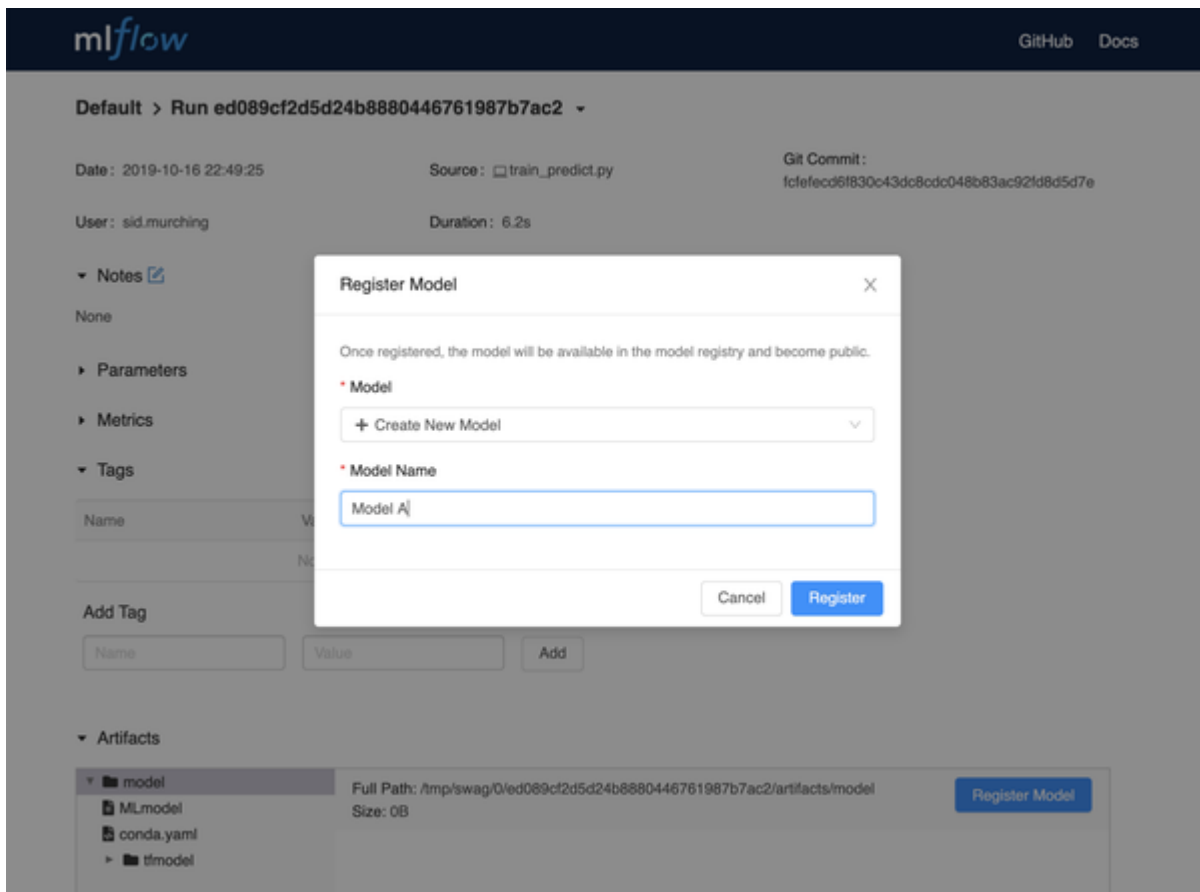 mlflow
GitHub Docs
Default > Run ed089cf2d5d24b8880446761987b7ac2
Date: 2019-10-16 22:49:25
Source: train_predict.py
Git Commit:
fcfefecd6f830c43dc8cdc048b83ac92fd8d5d7e
User: sid.murching
Duration: 6.2s
Notes
None
Parameters
Metrics
Tags
Name
Va
No
Register Model
Once registered, the model will be available in the model registry and become public.
* Model
+ Create New Model
* Model Name
Model A
Cancel Register
Add Tag
Name Value Add
Artifacts
model
MLmodel
conda.yaml
tfmodel
Full Path: /tmp/swag/0/ed089cf2d5d24b8880446761987b7ac2/artifacts/model
Size: 0B
Register Model